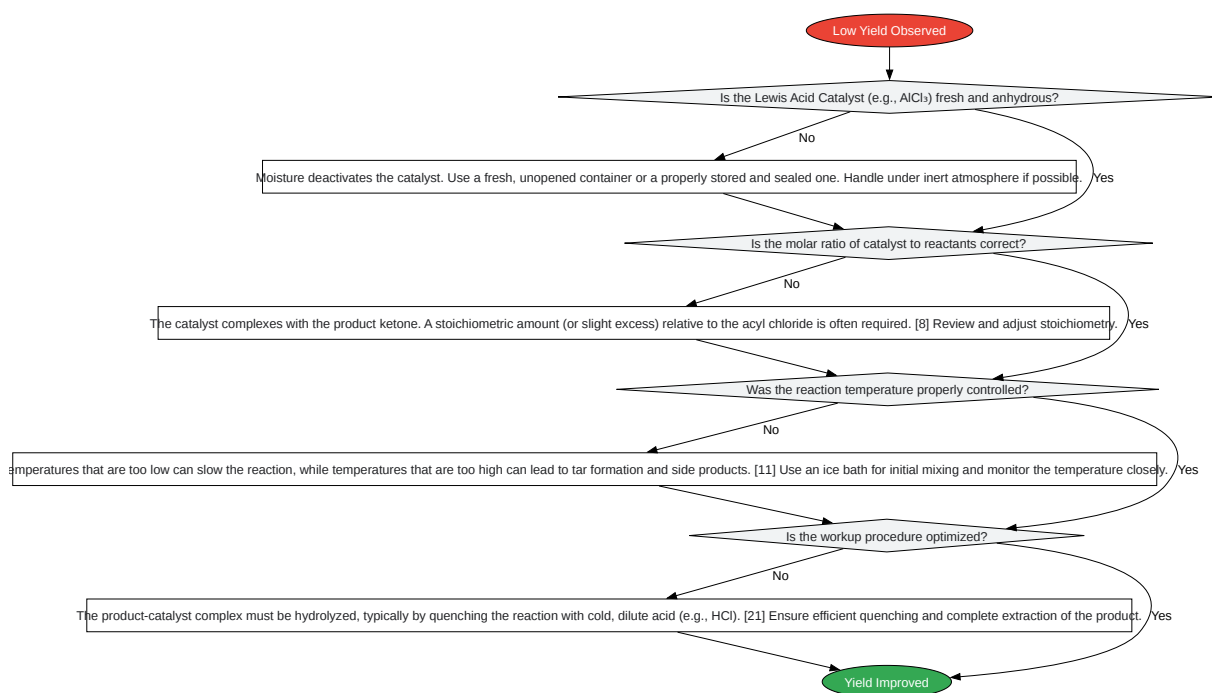 Low Yield Observed
Is the Lewis Acid Catalyst (e.g., AlCl₃) fresh and anhydrous?
No
Moisture deactivates the catalyst. Use a fresh, unopened container or a properly stored and sealed one. Handle under inert atmosphere if possible.
Yes
Is the molar ratio of catalyst to reactants correct?
No
The catalyst complexes with the product ketone. A stoichiometric amount (or slight excess) relative to the acyl chloride is often required. [8] Review and adjust stoichiometry.
Yes
Was the reaction temperature properly controlled?
No
emperatures that are too low can slow the reaction, while temperatures that are too high can lead to tar formation and side products. [11] Use an ice bath for initial mixing and monitor the temperature closely.
Yes
Is the workup procedure optimized?
No
The product-catalyst complex must be hydrolyzed, typically by quenching the reaction with cold, dilute acid (e.g., HCl). [21] Ensure efficient quenching and complete extraction of the product.
Yes
Yield Improved